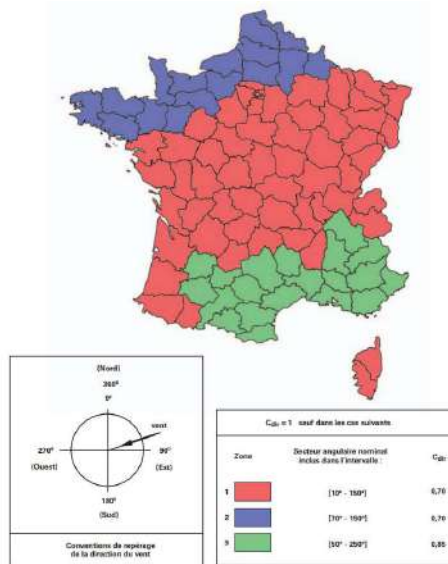 (Nord)
360°
0°
vent
270°
(Ouest)
90°
(Est)
180°
(Sud)
Conventions de repérage
de la direction du vent
Cdir = 1 sauf dans les cas suivants
Zone
Secteur angulaire nominal
inclus dans l'intervalle :
Cdir
1 [10° - 150°] 0,70
2 [70° - 150°] 0,70
3 [50° - 250°] 0,85